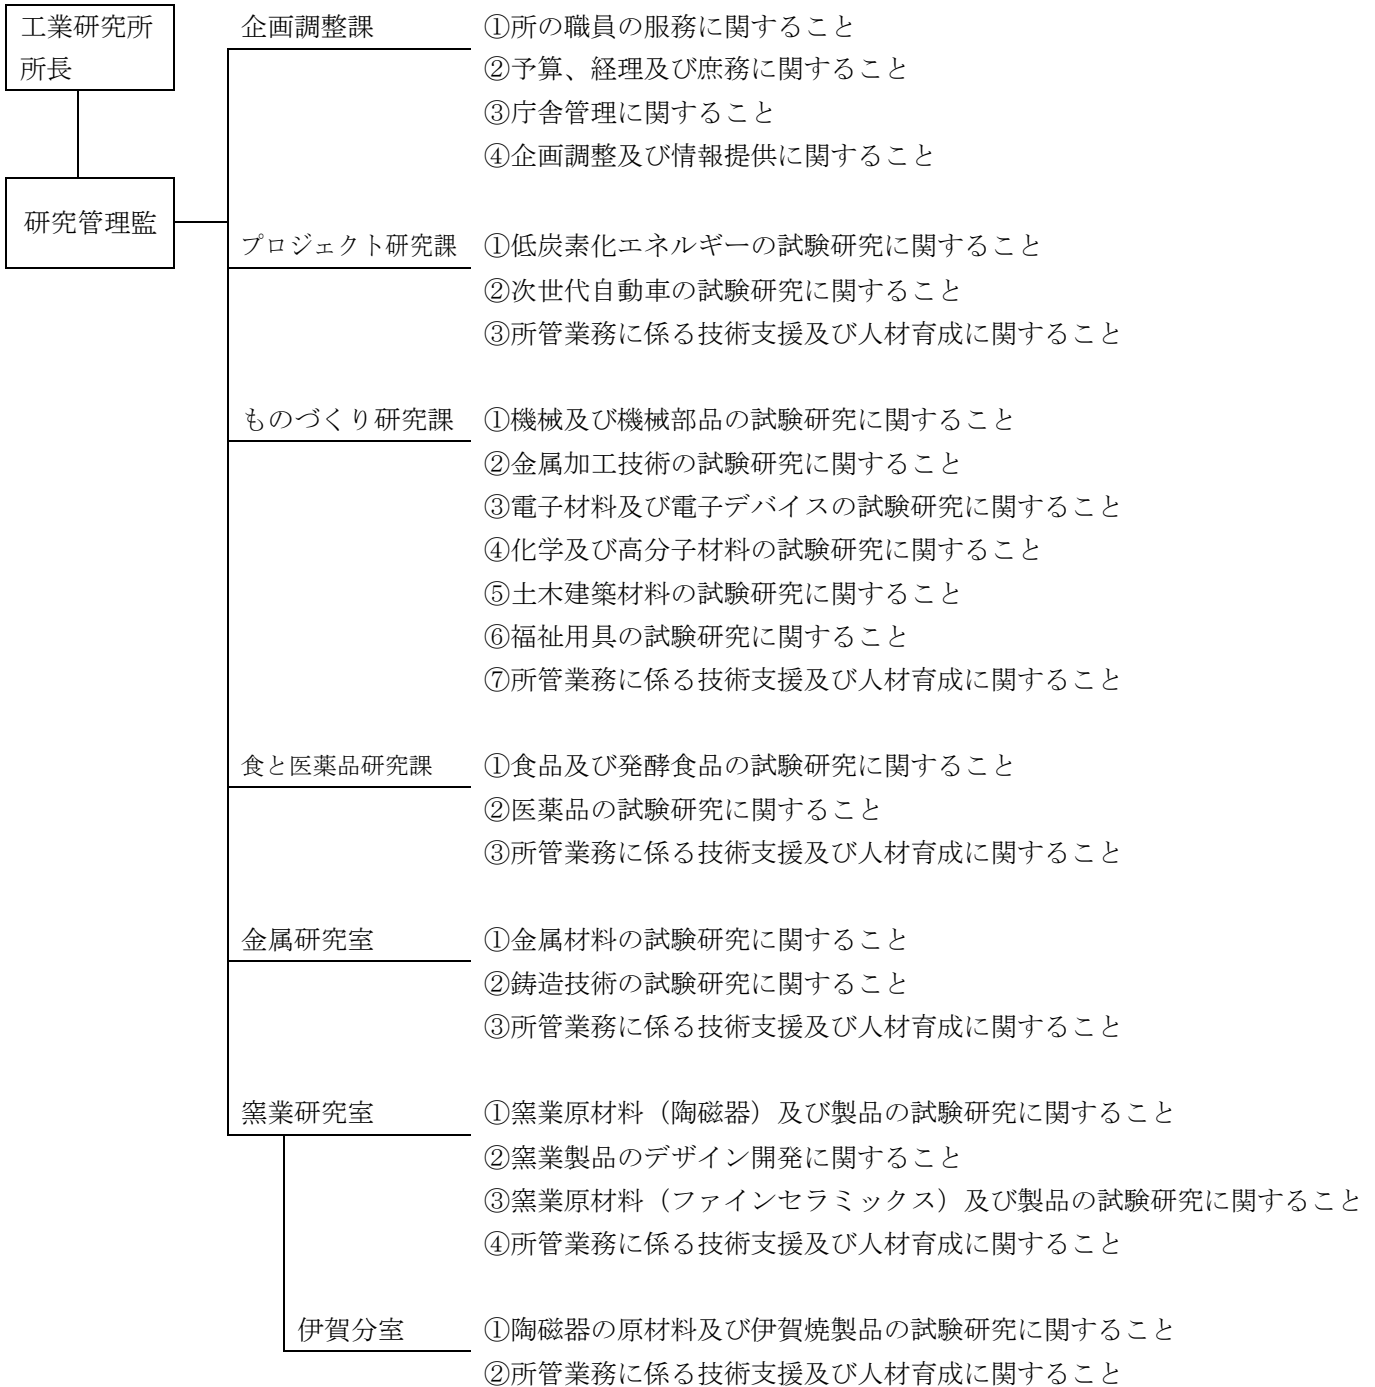 工業研究所
所長
研究管理監
企画調整課
①所の職員の服務に関すること
②予算、経理及び庶務に関すること
③庁舎管理に関すること
④企画調整及び情報提供に関すること
プロジェクト研究課
①低炭素化エネルギーの試験研究に関すること
②次世代自動車の試験研究に関すること
③所管業務に係る技術支援及び人材育成に関すること
ものづくり研究課
①機械及び機械部品の試験研究に関すること
②金属加工技術の試験研究に関すること
③電子材料及び電子デバイスの試験研究に関すること
④化学及び高分子材料の試験研究に関すること
⑤土木建築材料の試験研究に関すること
⑥福祉用具の試験研究に関すること
⑦所管業務に係る技術支援及び人材育成に関すること
食と医薬品研究課
①食品及び発酵食品の試験研究に関すること
②医薬品の試験研究に関すること
③所管業務に係る技術支援及び人材育成に関すること
金属研究室
①金属材料の試験研究に関すること
②鋳造技術の試験研究に関すること
③所管業務に係る技術支援及び人材育成に関すること
窯業研究室
①窯業原材料（陶磁器）及び製品の試験研究に関すること
②窯業製品のデザイン開発に関すること
③窯業原材料（ファインセラミックス）及び製品の試験研究に関すること
④所管業務に係る技術支援及び人材育成に関すること
伊賀分室
①陶磁器の原材料及び伊賀焼製品の試験研究に関すること
②所管業務に係る技術支援及び人材育成に関すること